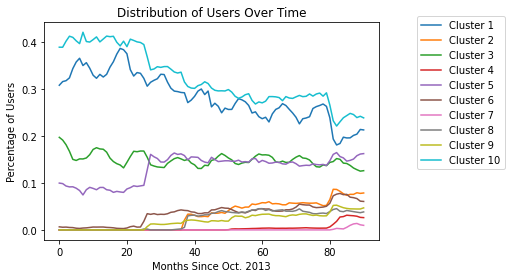 Distribution of Users Over Time
Percentage of Users
0.4
0.3
0.2
0.1
0.0
0
20
40
60
80
Months Since Oct. 2013
Cluster 1
Cluster 2
Cluster 3
Cluster 4
Cluster 5
Cluster 6
Cluster 7
Cluster 8
Cluster 9
Cluster 10